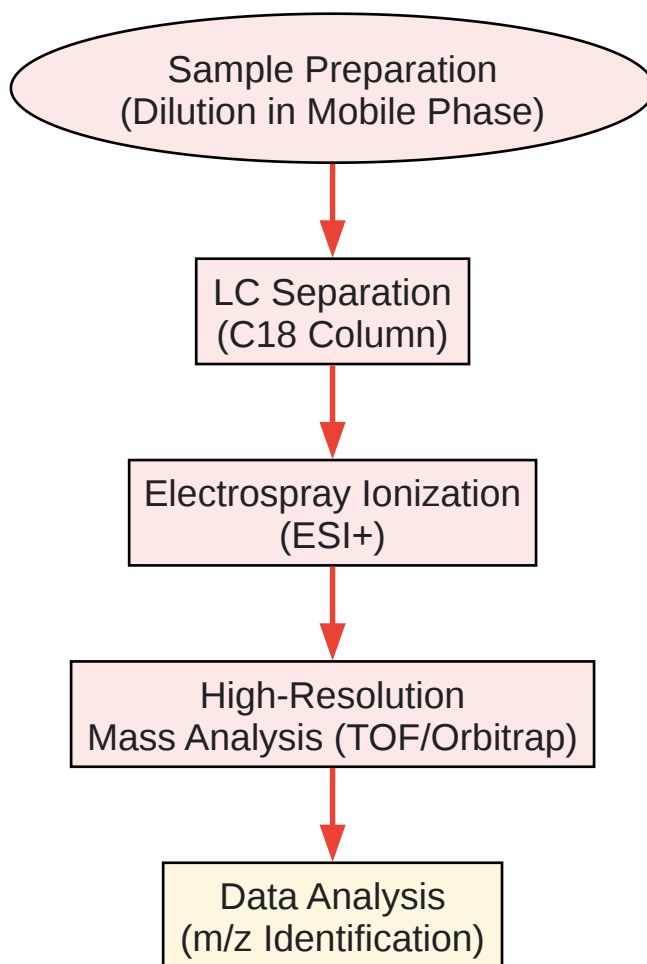 Sample Preparation
(Dilution in Mobile Phase)
LC Separation
(C18 Column)
Electrospray Ionization
(ESI+)
High-Resolution
Mass Analysis (TOF/Orbitrap)
Data Analysis
(m/z Identification)